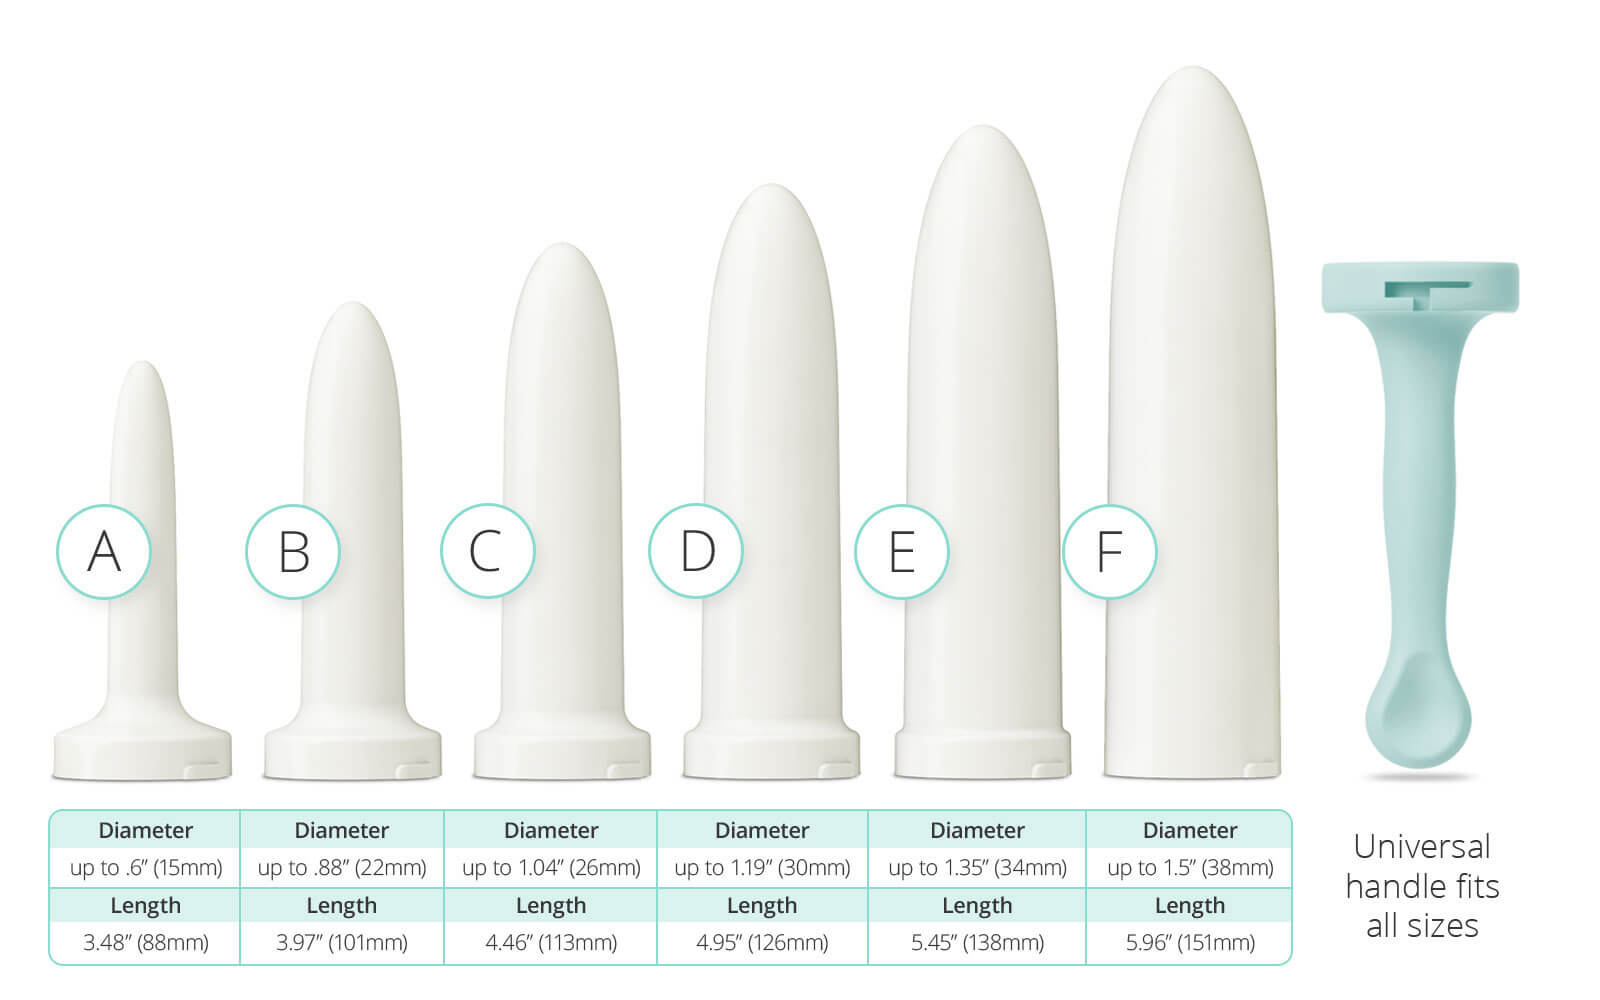 A
B
C
D
E
F
Diameter Diameter Diameter Diameter Diameter Diameter
up to .6” (15mm) up to .88” (22mm) up to 1.04” (26mm) up to 1.19” (30mm) up to 1.35” (34mm) up to 1.5” (38mm)
Length Length Length Length Length Length
3.48” (88mm) 3.97” (101mm) 4.46” (113mm) 4.95” (126mm) 5.45” (138mm) 5.96” (151mm)
Universal
handle fits
all sizes